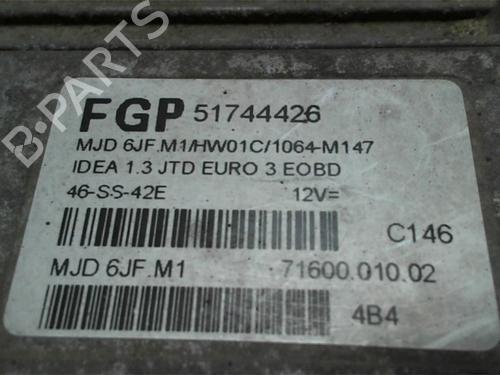 B-PARTS
FGP 51744426
MJD 6JF.M1/HW01C/1064-M147
IDEA 1.3 JTD EURO 3 EOBD
46-SS-42E 12V=
C146
MJD 6JF.M1 71600.010.02
4B4